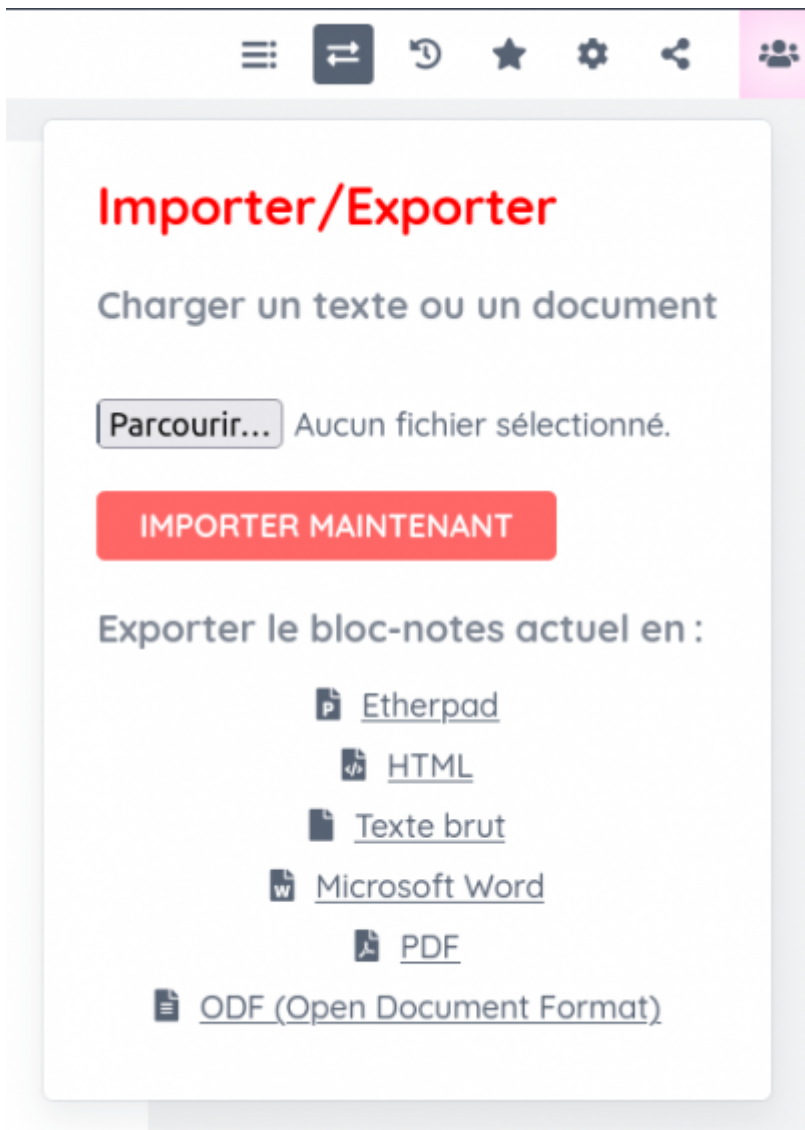 Importer/Exporter
Charger un texte ou un document
Parcourir... Aucun fichier sélectionné.
IMPORTER MAINTENANT
Exporter le bloc-notes actuel en :
Etherpad
HTML
Texte brut
Microsoft Word
PDF
ODF (Open Document Format)